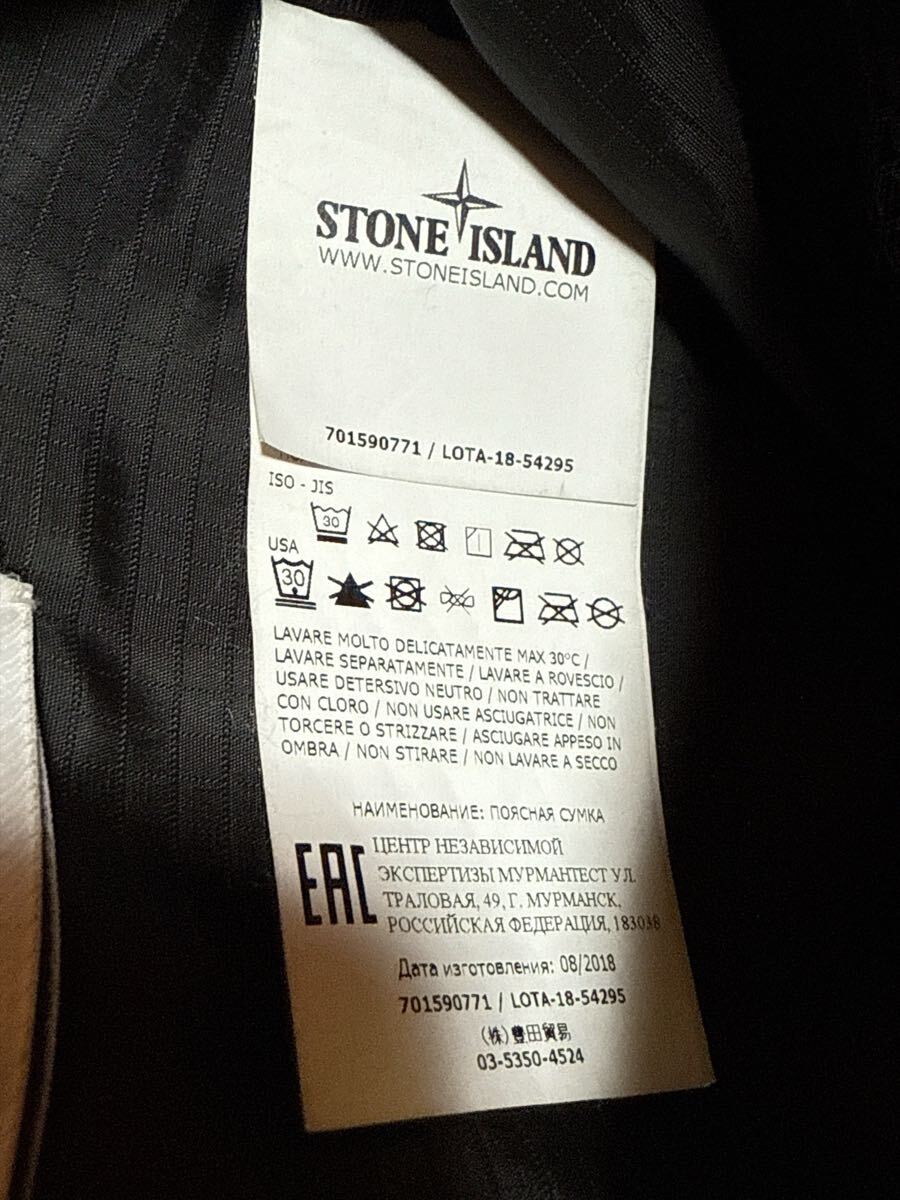 STONE ISLAND
WWW.STONEISLAND.COM
701590771 / LOTA-18-54295
ISO - JIS
30
USA
30
LAVARE MOLTO DELICATAMENTE MAX 30°C /
LAVARE SEPARATAMENTE / LAVARE A ROVESCIO /
USARE DETERSIVO NEUTRO / NON TRATTARE
CON CLORO / NON USARE ASCIUGATRICE / NON
TORCERE O STRIZZARE / ASCIUGARE APPESO IN
OMBRA / NON STIRARE / NON LAVARE A SECCO
НАИМЕНОВАНИЕ: ПОЯСНАЯ СУМКА
EAC
ЦЕНТР НЕЗАВИСИМОЙ
ЭКСПЕРТИЗЫ МУРМАНТЕСТ УЛ.
ТРАЛОВАЯ, 49, Г. МУРМАНСК,
РОССИЙСКАЯ ФЕДЕРАЦИЯ, 183038
Дата изготовления: 08/2018
701590771 / LOTA-18-54295
(株)豊田貿易
03-5350-4524